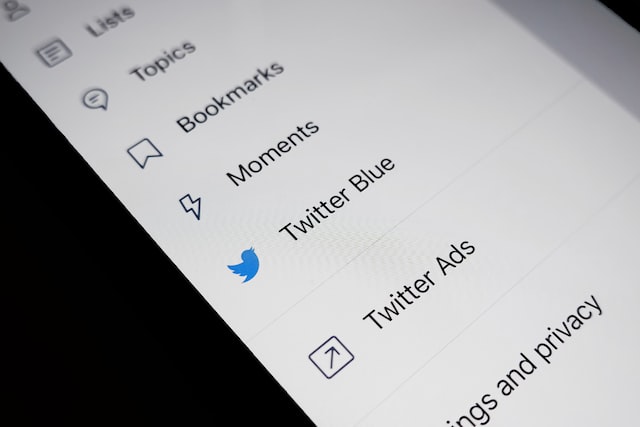 Lists
Topics
Bookmarks
Moments
Twitter Blue
Twitter Ads
ings and privacy